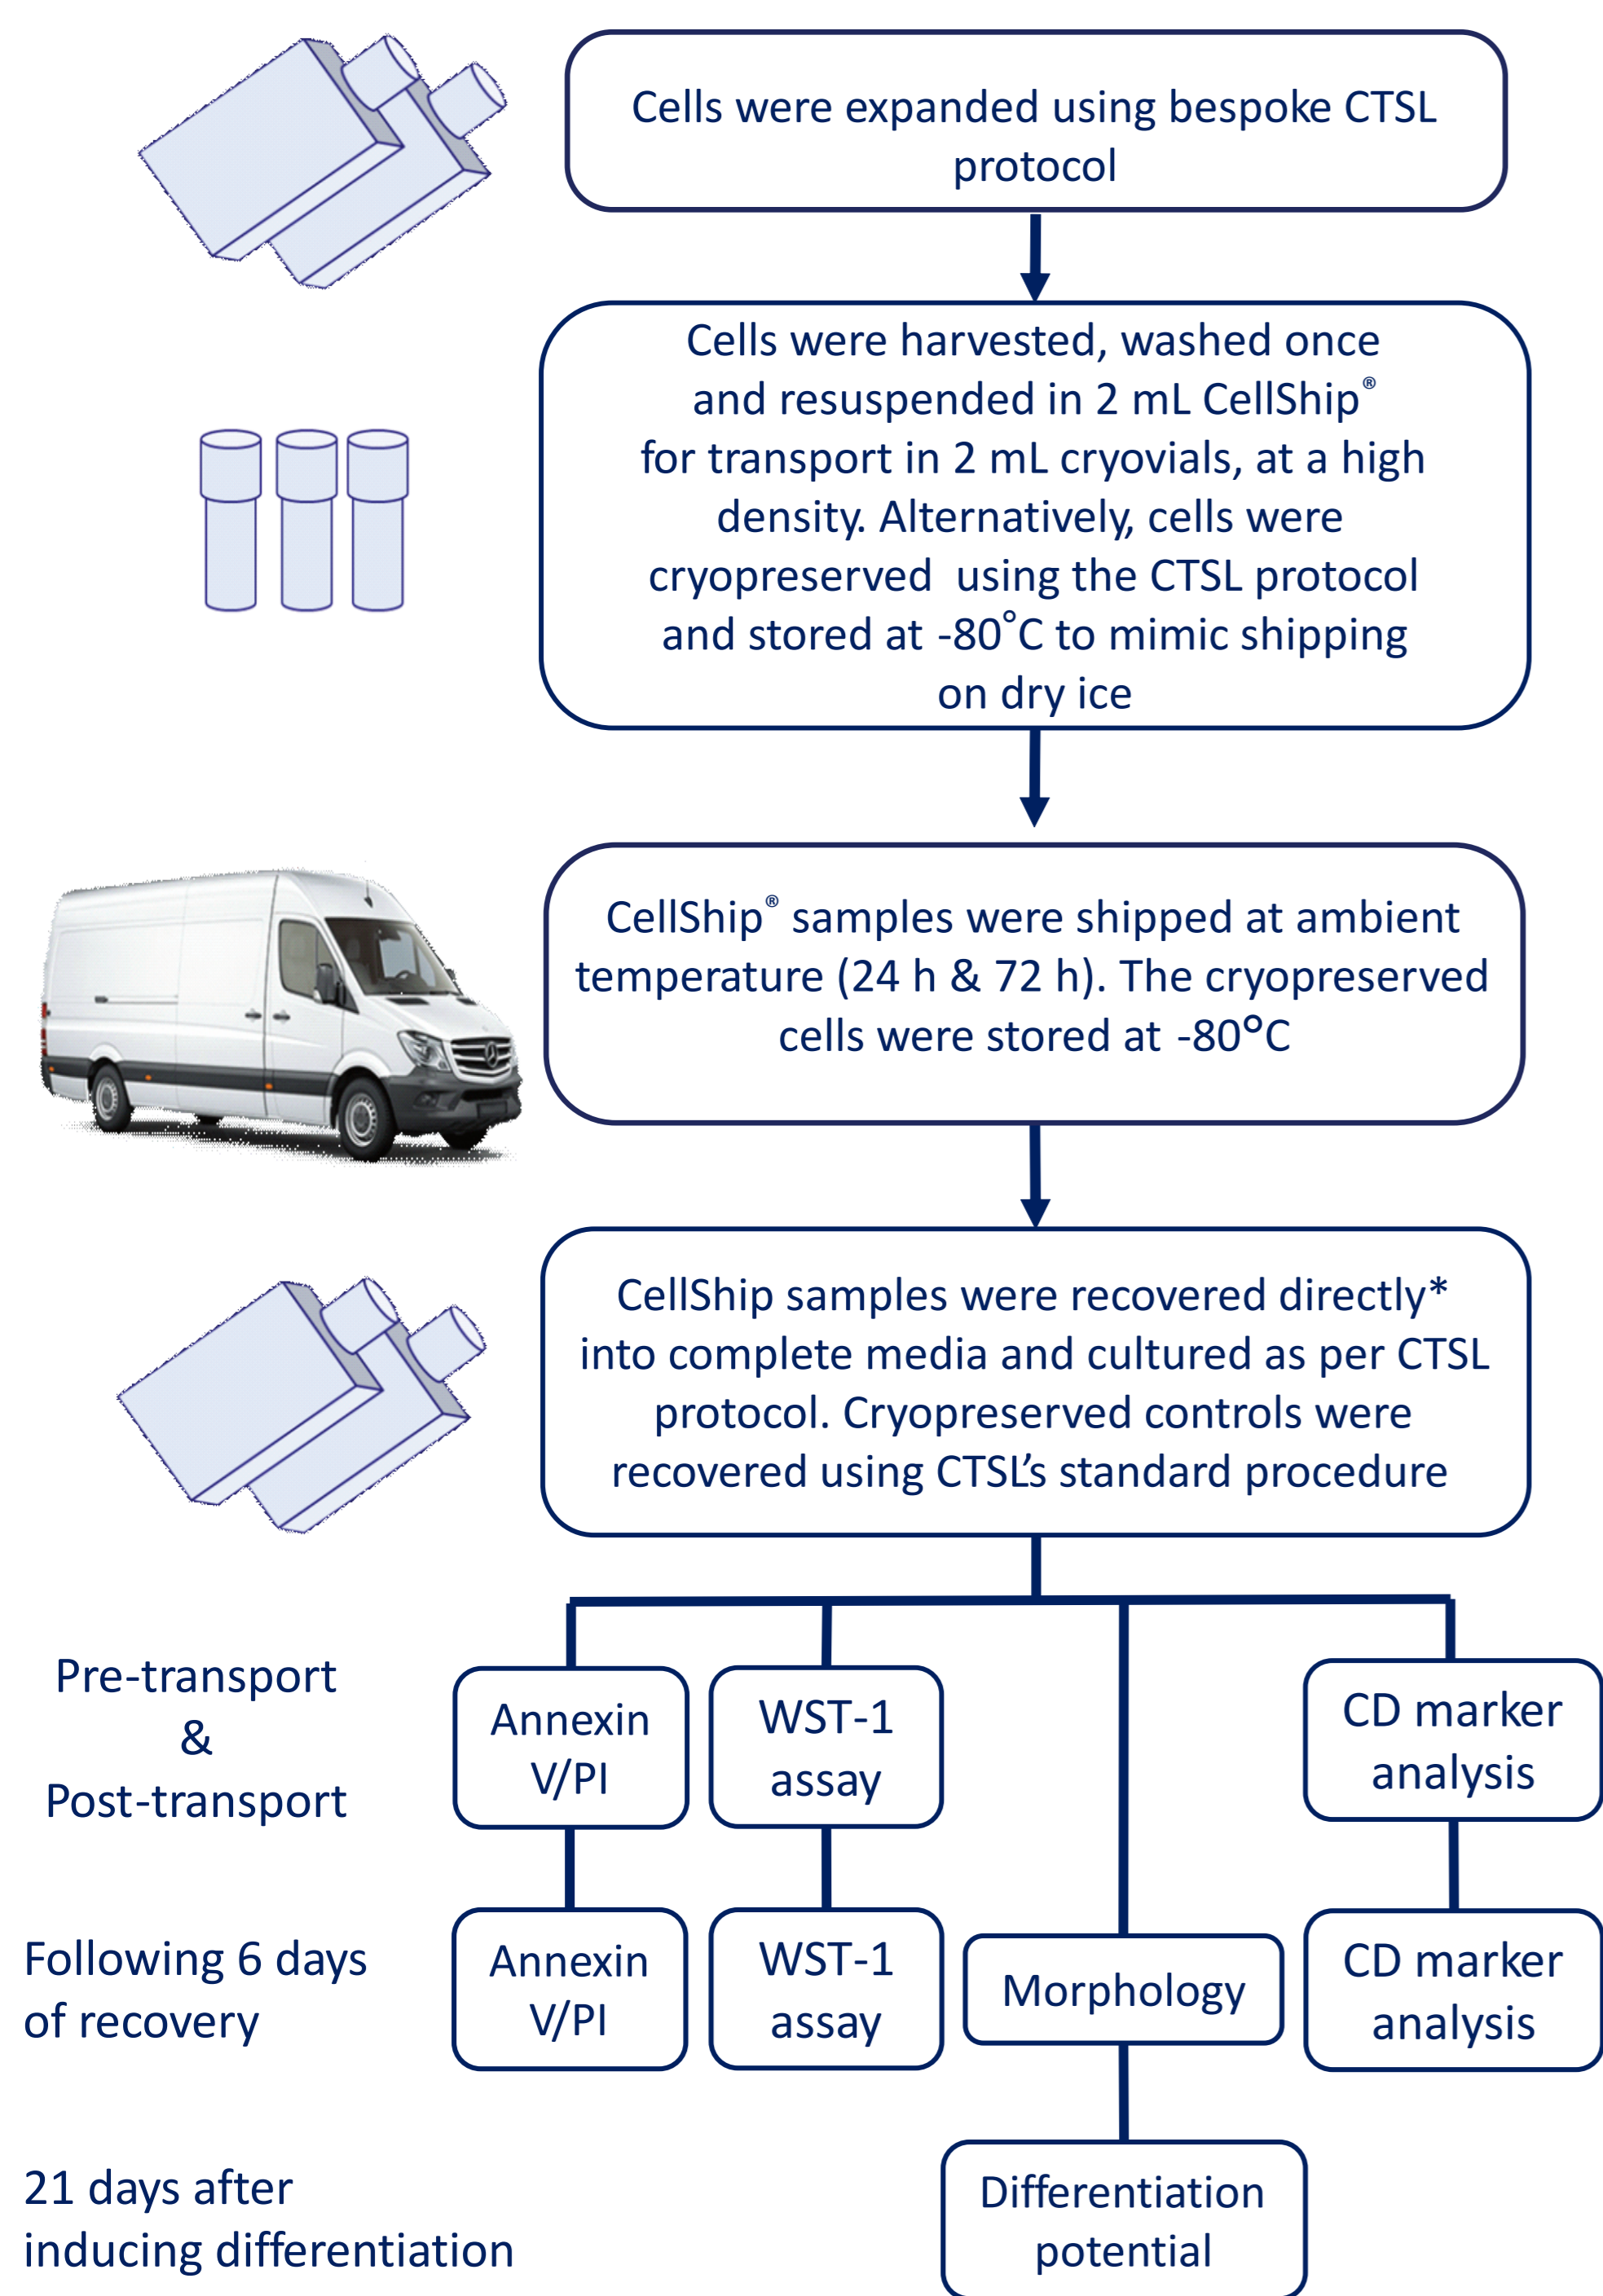 Cells were expanded using bespoke CTSL
protocol
Cells were harvested, washed once
and resuspended in 2 mL CellShip®
for transport in 2 mL cryovials, at a high
density. Alternatively, cells were
cryopreserved using the CTSL protocol
and stored at -80°C to mimic shipping
on dry ice
CellShip® samples were shipped at ambient
temperature (24 h & 72 h). The cryopreserved
cells were stored at -80°C
CellShip samples were recovered directly*
into complete media and cultured as per CTSL
protocol. Cryopreserved controls were
recovered using CTSL’s standard procedure
Pre-transport
&
Post-transport
Annexin
V/PI
WST-1
assay
CD marker
analysis
Following 6 days
of recovery
Annexin
V/PI
WST-1
assay
Morphology
CD marker
analysis
21 days after
inducing differentiation
Differentiation
potential